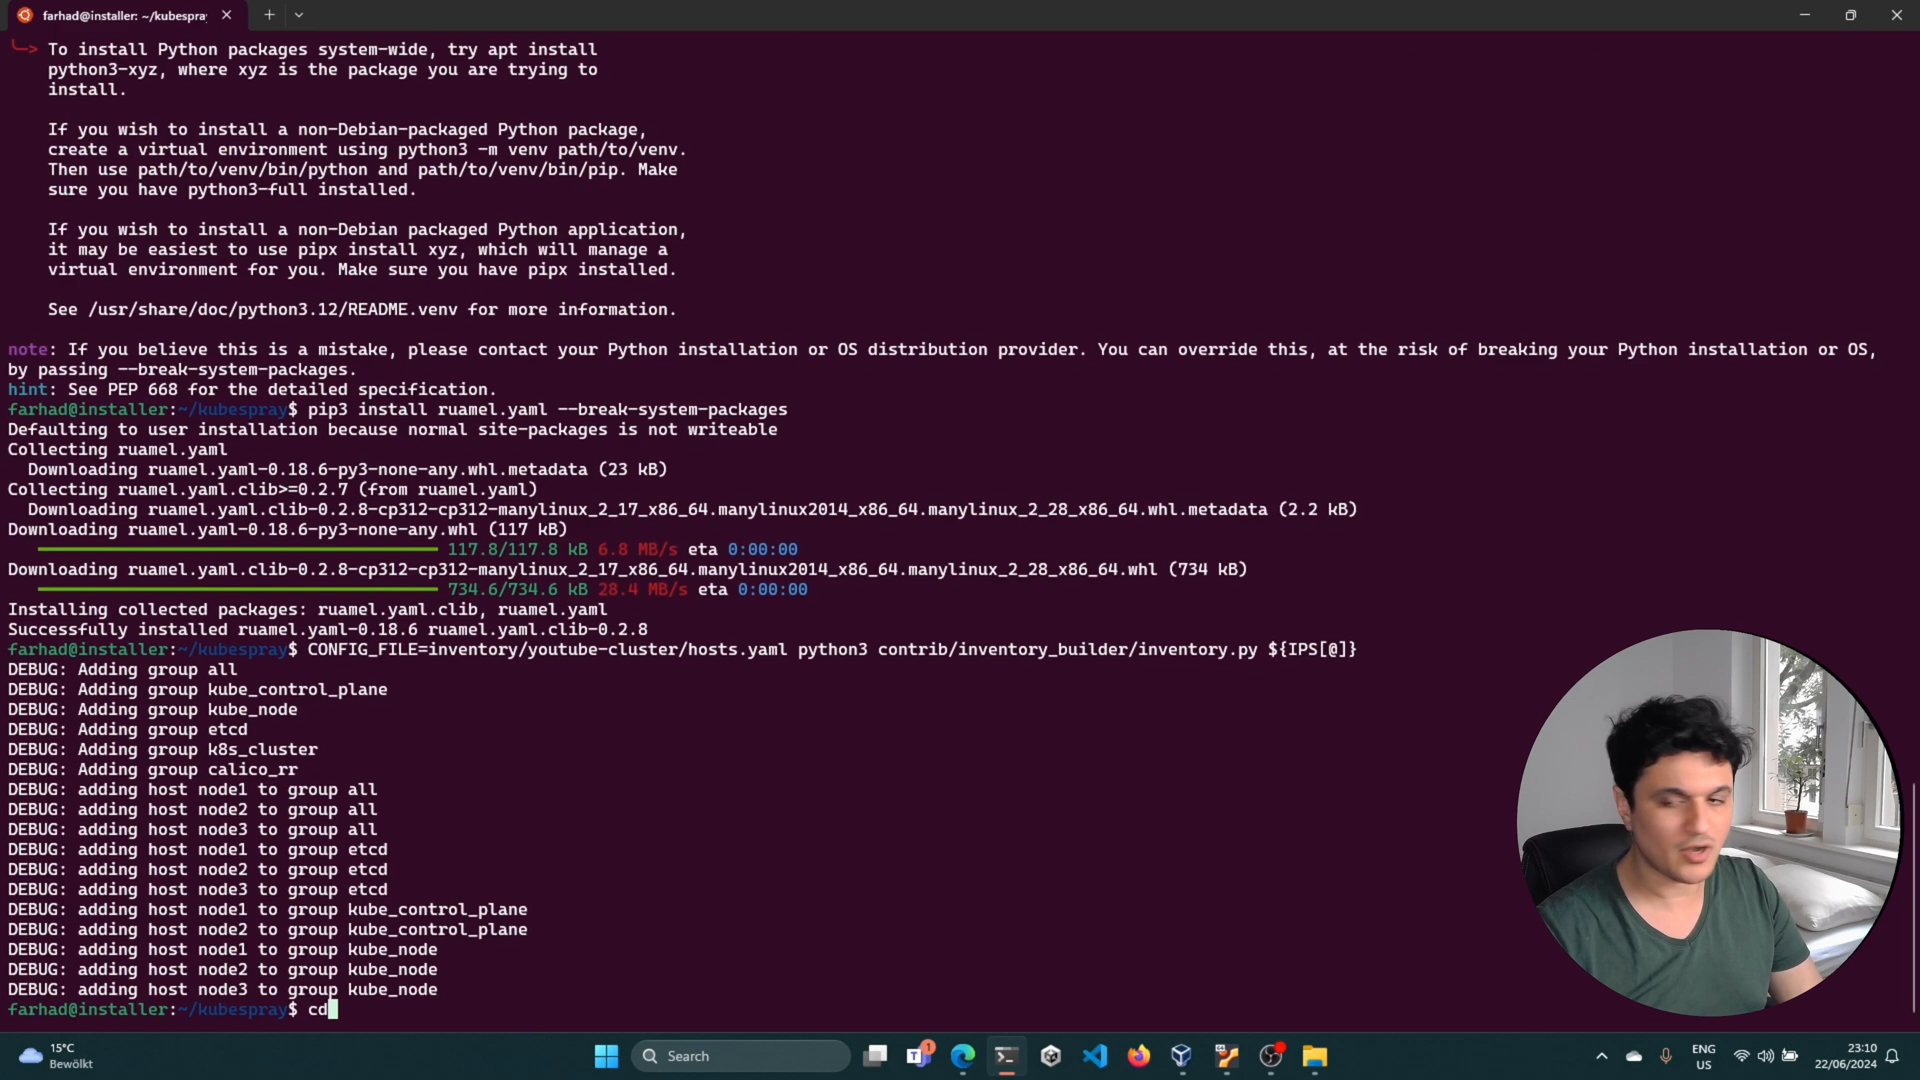 farhad@installer: ~/kubespray
To install Python packages system-wide, try apt install
python3-xyz, where xyz is the package you are trying to
install.
If you wish to install a non-Debian-packaged Python package,
create a virtual environment using python3 -m venv path/to/venv.
Then use path/to/venv/bin/python and path/to/venv/bin/pip. Make
sure you have python3-full installed.
If you wish to install a non-Debian packaged Python application,
it may be easiest to use pipx install xyz, which will manage a
virtual environment for you. Make sure you have pipx installed.
See /usr/share/doc/python3.12/README.venv for more information.
note: If you believe this is a mistake, please contact your Python installation or OS distribution provider. You can override this, at the risk of breaking your Python installation or OS,
by passing --break-system-packages.
hint: See PEP 668 for the detailed specification.
farhad@installer:~/kubespray$ pip3 install ruamel.yaml --break-system-packages
Defaulting to user installation because normal site-packages is not writeable
Collecting ruamel.yaml
Downloading ruamel.yaml-0.18.6-py3-none-any.whl.metadata (23 kB)
Collecting ruamel.yaml.clib>=0.2.7 (from ruamel.yaml)
Downloading ruamel.yaml.clib-0.2.8-cp312-cp312-manylinux_2_17_x86_64.manylinux2014_x86_64.manylinux_2_28_x86_64.whl.metadata (2.2 kB)
Downloading ruamel.yaml-0.18.6-py3-none-any.whl (117 kB)
117.8/117.8 kB 6.8 MB/s eta 0:00:00
Downloading ruamel.yaml.clib-0.2.8-cp312-cp312-manylinux_2_17_x86_64.manylinux2014_x86_64.manylinux_2_28_x86_64.whl (734 kB)
734.6/734.6 kB 28.4 MB/s eta 0:00:00
Installing collected packages: ruamel.yaml.clib, ruamel.yaml
Successfully installed ruamel.yaml-0.18.6 ruamel.yaml.clib-0.2.8
farhad@installer:~/kubespray$ CONFIG_FILE=inventory/youtube-cluster/hosts.yaml python3 contrib/inventory_builder/inventory.py ${IPS[@]}
DEBUG: Adding group all
DEBUG: Adding group kube_control_plane
DEBUG: Adding group kube_node
DEBUG: Adding group etcd
DEBUG: Adding group k8s_cluster
DEBUG: Adding group calico_rr
DEBUG: adding host node1 to group all
DEBUG: adding host node2 to group all
DEBUG: adding host node3 to group all
DEBUG: adding host node1 to group etcd
DEBUG: adding host node2 to group etcd
DEBUG: adding host node3 to group etcd
DEBUG: adding host node1 to group kube_control_plane
DEBUG: adding host node2 to group kube_control_plane
DEBUG: adding host node1 to group kube_node
DEBUG: adding host node2 to group kube_node
DEBUG: adding host node3 to group kube_node
farhad@installer:~/kubespray$ cd
15°C
Bewölkt
Search
1
ENG
US
23:10
22/06/2024